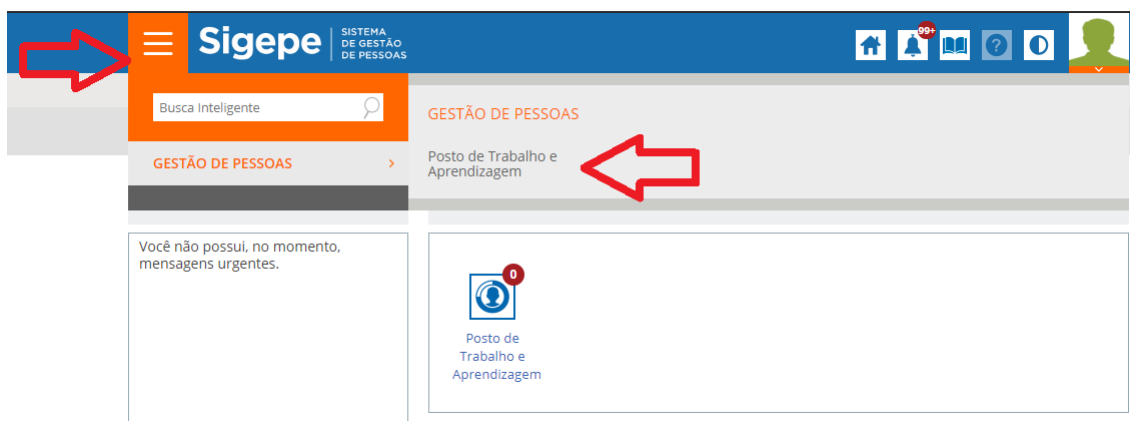 Sigepe
SISTEMA
DE GESTÃO
DE PESSOAS
99+
?
Busca Inteligente
GESTÃO DE PESSOAS
GESTÃO DE PESSOAS
Posto de Trabalho e
Aprendizagem
Você não possui, no momento,
mensagens urgentes.
0
Posto de
Trabalho e
Aprendizagem